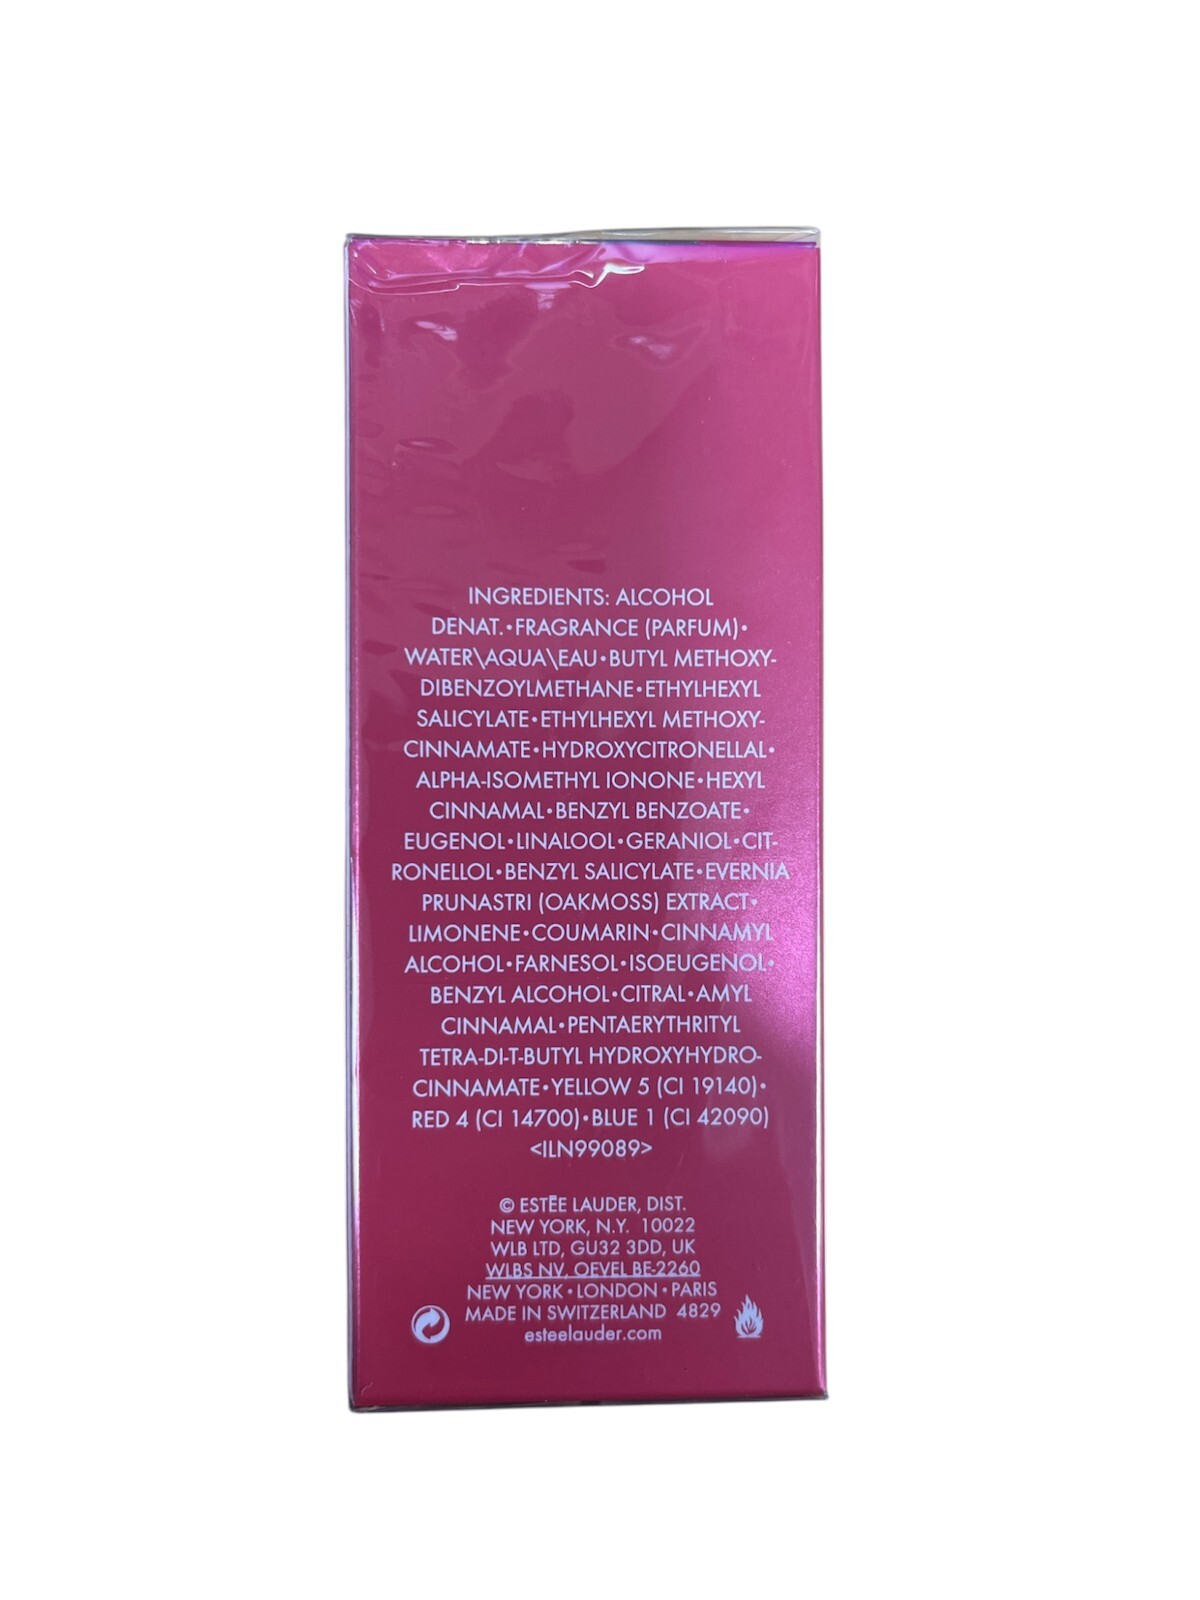 INGREDIENTS: ALCOHOL
DENAT.•FRAGRANCE (PARFUM)•
WATER\AQUA\EAU•BUTYL METHOXY-
DIBENZOYLMETHANE•ETHYLHEXYL
SALICYLATE•ETHYLHEXYL METHOXY-
CINNAMATE•HYDROXYCITRONELLAL•
ALPHA-ISOMETHYL IONONE•HEXYL
CINNAMAL•BENZYL BENZOATE•
EUGENOL•LINALOOL•GERANIOL•CIT-
RONELLOL•BENZYL SALICYLATE•EVERNIA
PRUNASTRI (OAKMOSS) EXTRACT•
LIMONENE•COUMARIN•CINNAMYL
ALCOHOL•FARNESOL•ISOEUGENOL•
BENZYL ALCOHOL•CITRAL•AMYL
CINNAMAL•PENTAERYTHRITYL
TETRA-DI-T-BUTYL HYDROXYHYDRO-
CINNAMATE•YELLOW 5 (CI 19140)•
RED 4 (CI 14700)•BLUE 1 (CI 42090)
<ILN99089>
© ESTĒE LAUDER, DIST.
NEW YORK, N.Y. 10022
WLB LTD, GU32 3DD, UK
WLBS NV, OEVEL BE-2260
NEW YORK•LONDON•PARIS
MADE IN SWITZERLAND 4829
esteelauder.com